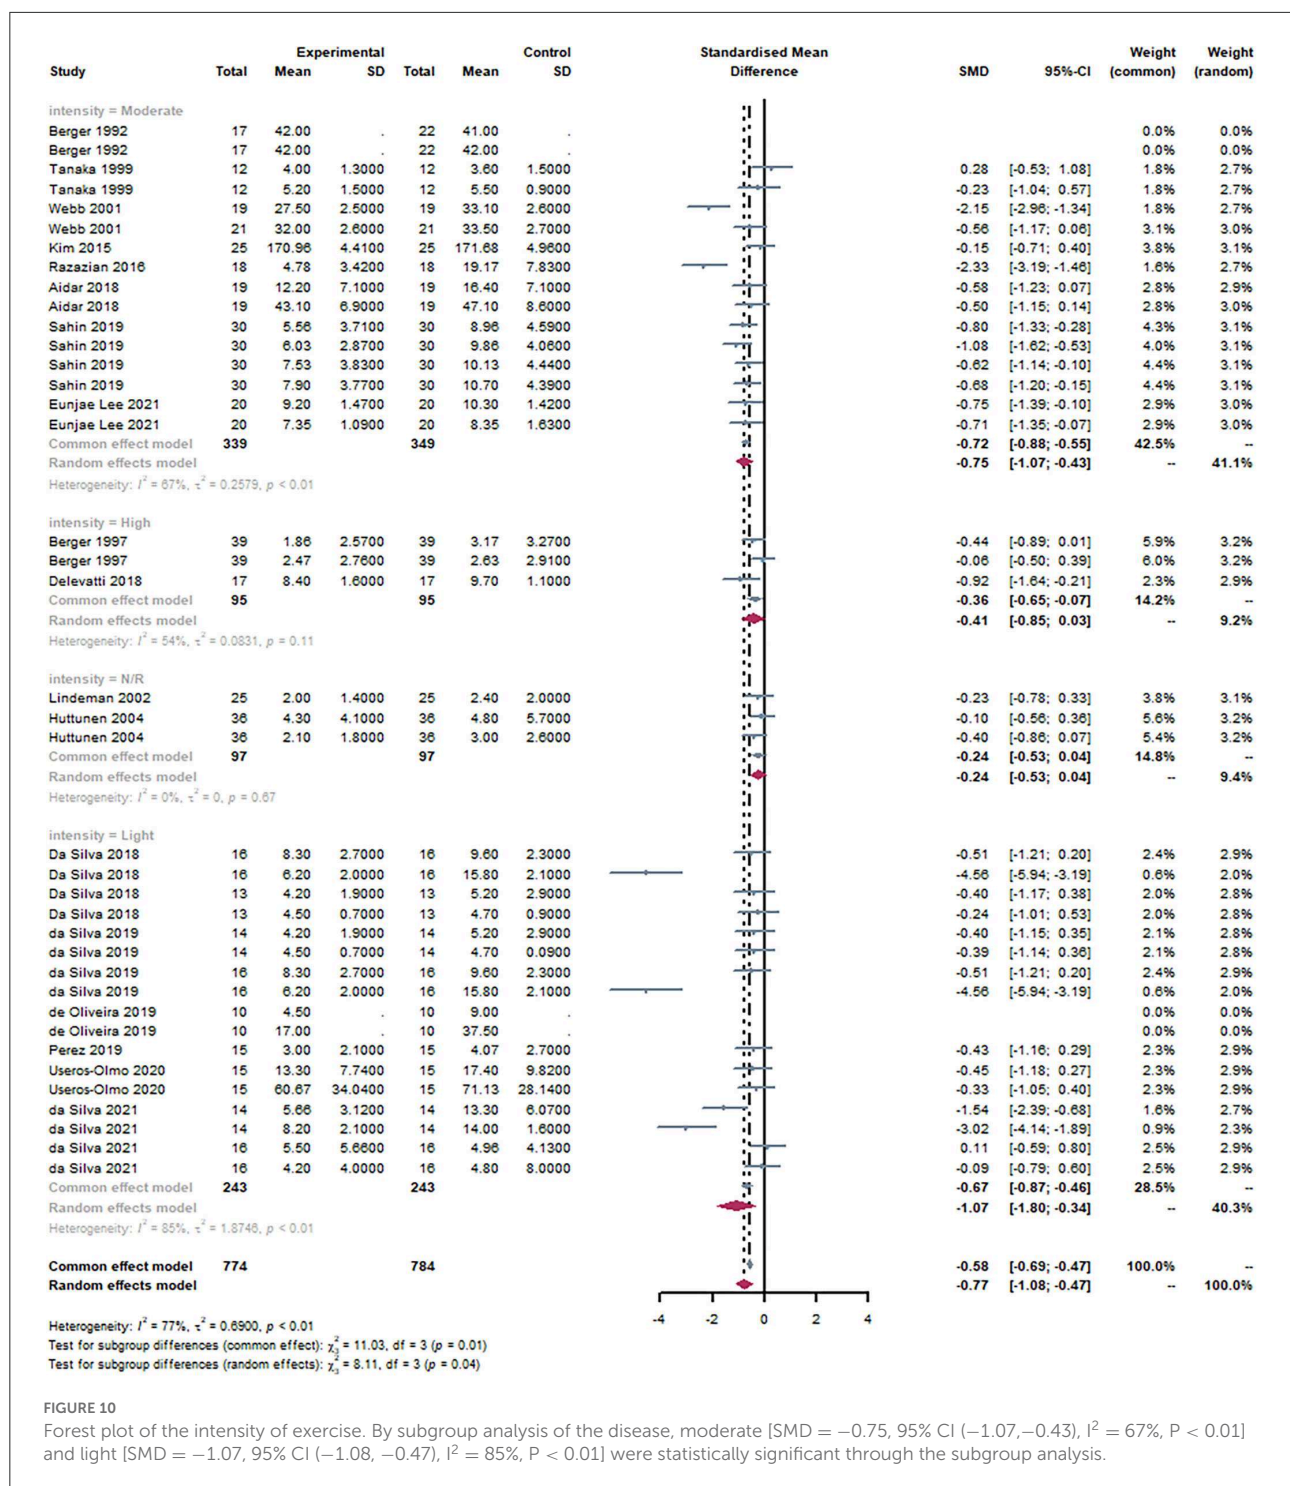 Experimental Control Standardised Mean Weight Weight
Study Total Mean SD Total Mean SD Difference SMD 95%-CI (common) (random)
intensity = Moderate
Berger 1992 17 42.00 . 22 41.00 . 0.0% 0.0%
Berger 1992 17 42.00 . 22 42.00 . 0.0% 0.0%
Tanaka 1999 12 4.00 1.3000 12 3.60 1.5000 0.28 [-0.53; 1.08] 1.8% 2.7%
Tanaka 1999 12 5.20 1.5000 12 5.50 0.9000 -0.23 [-1.04; 0.57] 1.8% 2.7%
Webb 2001 19 27.50 2.5000 19 33.10 2.6000 -2.15 [-2.96; -1.34] 1.8% 2.7%
Webb 2001 21 32.00 2.6000 21 33.50 2.7000 -0.56 [-1.17; 0.06] 3.1% 3.0%
Kim 2015 25 170.96 4.4100 25 171.68 4.9600 -0.15 [-0.71; 0.40] 3.8% 3.1%
Razazian 2016 18 4.78 3.4200 18 19.17 7.8300 -2.33 [-3.19; -1.46] 1.6% 2.7%
Aidar 2018 19 12.20 7.1000 19 16.40 7.1000 -0.58 [-1.23; 0.07] 2.8% 2.9%
Aidar 2018 19 43.10 6.9000 19 47.10 8.6000 -0.50 [-1.15; 0.14] 2.8% 3.0%
Sahin 2019 30 5.56 3.7100 30 8.96 4.5900 -0.80 [-1.33; -0.28] 4.3% 3.1%
Sahin 2019 30 6.03 2.8700 30 9.86 4.0600 -1.08 [-1.62; -0.53] 4.0% 3.1%
Sahin 2019 30 7.53 3.8300 30 10.13 4.4400 -0.62 [-1.14; -0.10] 4.4% 3.1%
Sahin 2019 30 7.90 3.7700 30 10.70 4.3900 -0.68 [-1.20; -0.15] 4.4% 3.1%
Eunjae Lee 2021 20 9.20 1.4700 20 10.30 1.4200 -0.75 [-1.39; -0.10] 2.9% 3.0%
Eunjae Lee 2021 20 7.35 1.0900 20 8.35 1.6300 -0.71 [-1.35; -0.07] 2.9% 3.0%
Common effect model 339 349 -0.72 [-0.88; -0.55] 42.5% --
Random effects model -0.75 [-1.07; -0.43] -- 41.1%
Heterogeneity: I² = 67%, τ² = 0.2579, p < 0.01
intensity = High
Berger 1997 39 1.86 2.5700 39 3.17 3.2700 -0.44 [-0.89; 0.01] 5.9% 3.2%
Berger 1997 39 2.47 2.7600 39 2.63 2.9100 -0.06 [-0.50; 0.39] 6.0% 3.2%
Delevatti 2018 17 8.40 1.6000 17 9.70 1.1000 -0.92 [-1.64; -0.21] 2.3% 2.9%
Common effect model 95 95 -0.36 [-0.65; -0.07] 14.2% --
Random effects model -0.41 [-0.85; 0.03] -- 9.2%
Heterogeneity: I² = 54%, τ² = 0.0831, p = 0.11
intensity = N/R
Lindeman 2002 25 2.00 1.4000 25 2.40 2.0000 -0.23 [-0.78; 0.33] 3.8% 3.1%
Huttunen 2004 36 4.30 4.1000 36 4.80 5.7000 -0.10 [-0.56; 0.36] 5.6% 3.2%
Huttunen 2004 36 2.10 1.8000 36 3.00 2.6000 -0.40 [-0.86; 0.07] 5.4% 3.2%
Common effect model 97 97 -0.24 [-0.53; 0.04] 14.8% --
Random effects model -0.24 [-0.53; 0.04] -- 9.4%
Heterogeneity: I² = 0%, τ² = 0, p = 0.67
intensity = Light
Da Silva 2018 16 8.30 2.7000 16 9.60 2.3000 -0.51 [-1.21; 0.20] 2.4% 2.9%
Da Silva 2018 16 6.20 2.0000 16 15.80 2.1000 -4.56 [-5.94; -3.19] 0.6% 2.0%
Da Silva 2018 13 4.20 1.9000 13 5.20 2.9000 -0.40 [-1.17; 0.38] 2.0% 2.8%
Da Silva 2018 13 4.50 0.7000 13 4.70 0.9000 -0.24 [-1.01; 0.53] 2.0% 2.8%
da Silva 2019 14 4.20 1.9000 14 5.20 2.9000 -0.40 [-1.15; 0.35] 2.1% 2.8%
da Silva 2019 14 4.50 0.7000 14 4.70 0.0900 -0.39 [-1.14; 0.36] 2.1% 2.8%
da Silva 2019 16 8.30 2.7000 16 9.60 2.3000 -0.51 [-1.21; 0.20] 2.4% 2.9%
da Silva 2019 16 6.20 2.0000 16 15.80 2.1000 -4.56 [-5.94; -3.19] 0.6% 2.0%
de Oliveira 2019 10 4.50 . 10 9.00 . 0.0% 0.0%
de Oliveira 2019 10 17.00 . 10 37.50 . 0.0% 0.0%
Perez 2019 15 3.00 2.1000 15 4.07 2.7000 -0.43 [-1.16; 0.29] 2.3% 2.9%
Useros-Olmo 2020 15 13.30 7.7400 15 17.40 9.8200 -0.45 [-1.18; 0.27] 2.3% 2.9%
Useros-Olmo 2020 15 60.67 34.0400 15 71.13 28.1400 -0.33 [-1.05; 0.40] 2.3% 2.9%
da Silva 2021 14 5.66 3.1200 14 13.30 6.0700 -1.54 [-2.39; -0.68] 1.6% 2.7%
da Silva 2021 14 8.20 2.1000 14 14.00 1.6000 -3.02 [-4.14; -1.89] 0.9% 2.3%
da Silva 2021 16 5.50 5.6600 16 4.96 4.1300 0.11 [-0.59; 0.80] 2.5% 2.9%
da Silva 2021 16 4.20 4.0000 16 4.80 8.0000 -0.09 [-0.79; 0.60] 2.5% 2.9%
Common effect model 243 243 -0.67 [-0.87; -0.46] 28.5% --
Random effects model -1.07 [-1.80; -0.34] -- 40.3%
Heterogeneity: I² = 85%, τ² = 1.8746, p < 0.01
Common effect model 774 784 -0.58 [-0.69; -0.47] 100.0% --
Random effects model -0.77 [-1.08; -0.47] -- 100.0%
-4 -2 0 2 4
Heterogeneity: I² = 77%, τ² = 0.6900, p < 0.01
Test for subgroup differences (common effect): χ²₃ = 11.03, df = 3 (p = 0.01)
Test for subgroup differences (random effects): χ²₃ = 8.11, df = 3 (p = 0.04)
FIGURE 10
Forest plot of the intensity of exercise. By subgroup analysis of the disease, moderate [SMD = −0.75, 95% CI (−1.07,−0.43), I² = 67%, P < 0.01]
and light [SMD = −1.07, 95% CI (−1.08, −0.47), I² = 85%, P < 0.01] were statistically significant through the subgroup analysis.